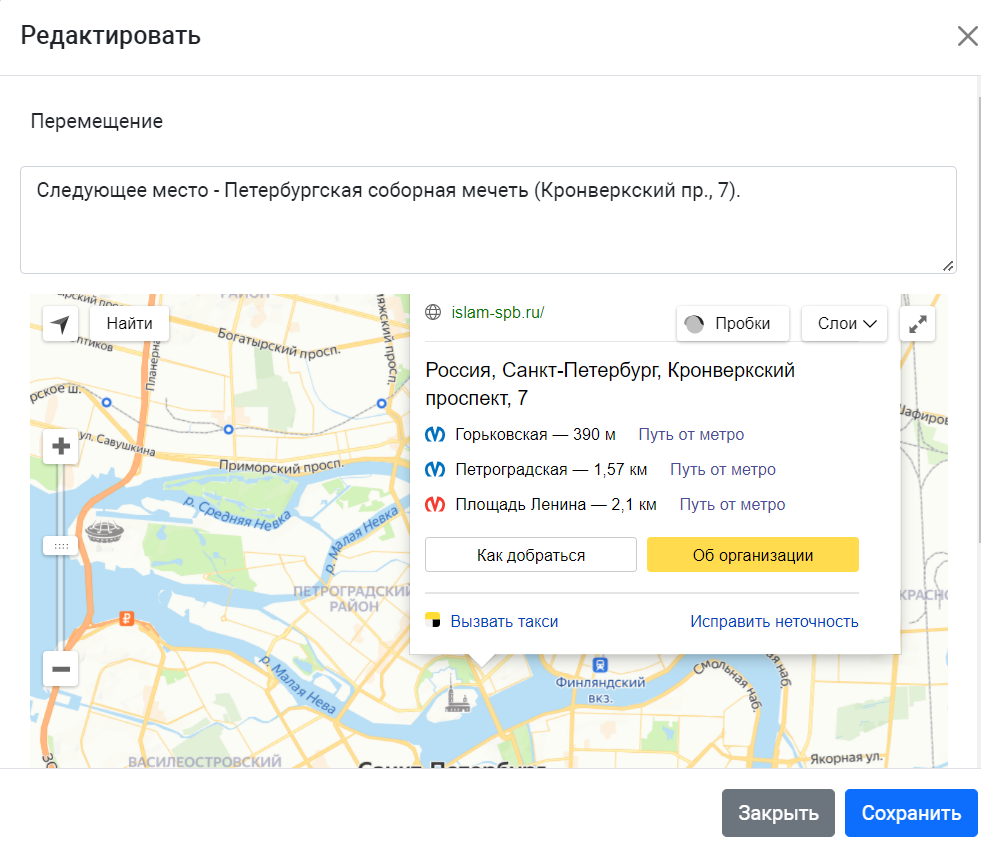 Редактировать
Перемещение
Следующее место - Петербургская соборная мечеть (Кронверкский пр., 7).
Найти
islam-spb.ru/
Пробки
Слои
Россия, Санкт-Петербург, Кронверкский
проспект, 7
Горьковская — 390 м Путь от метро
Петроградская — 1,57 км Путь от метро
Площадь Ленина — 2,1 км Путь от метро
Как добраться
Об организации
Вызвать такси
Исправить неточность
Богатырский просп.
ул. Савушкина
Приморский просп.
р. Средняя Невка
р. Малая Невка
ПЕТРОГРАДСКИЙ
РАЙОН
р. Малая Нева
Финляндский
вкз.
Смольная наб.
Якорная ул.
ВАСИЛЕОСТРОВСКИЙ
Санкт-Петербург
Закрыть
Сохранить